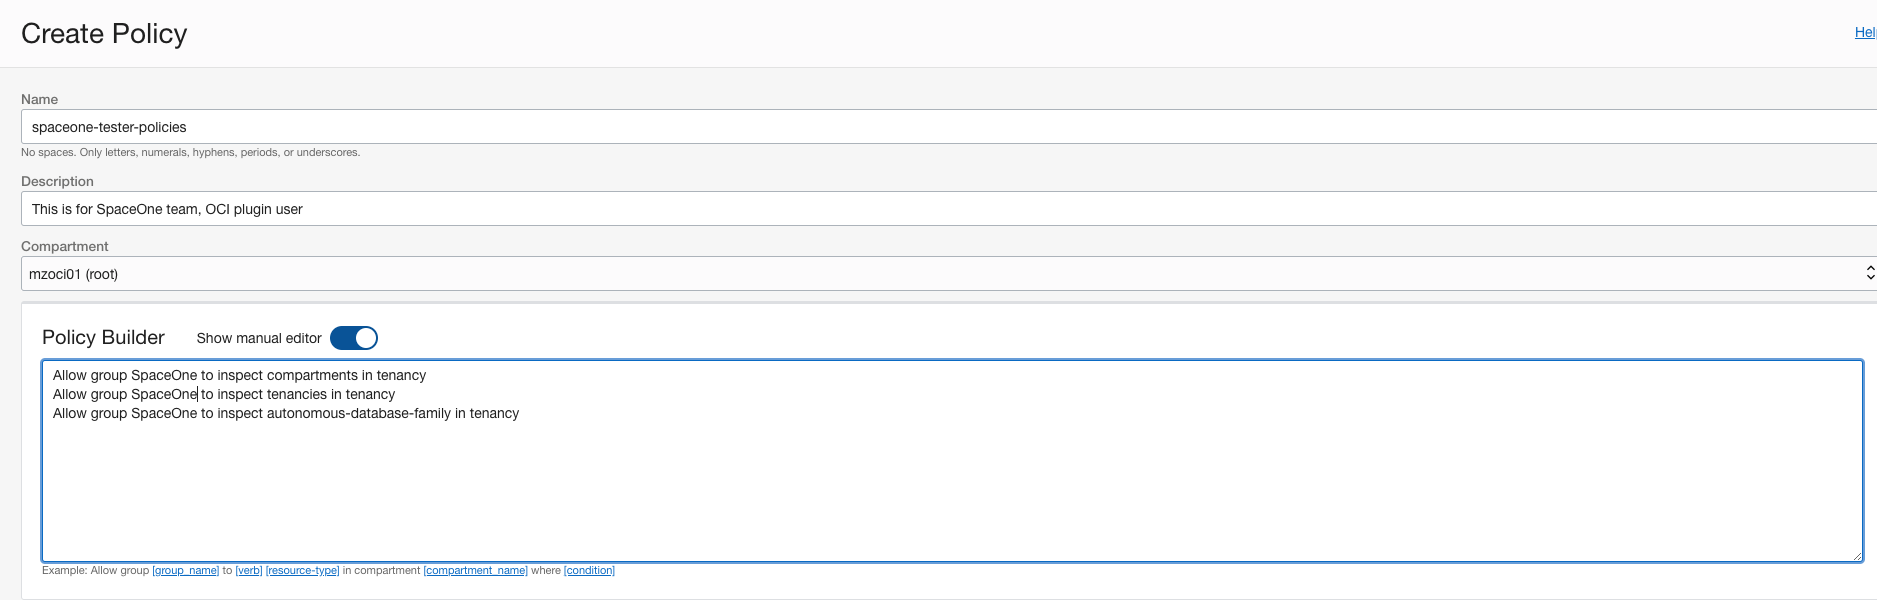 Create Policy
Help
Name
spaceone-tester-policies
No spaces. Only letters, numerals, hyphens, periods, or underscores.
Description
This is for SpaceOne team, OCI plugin user
Compartment
mzoci01 (root)
Policy Builder Show manual editor
Allow group SpaceOne to inspect compartments in tenancy
Allow group SpaceOne to inspect tenancies in tenancy
Allow group SpaceOne to inspect autonomous-database-family in tenancy
Example: Allow group [group_name] to [verb] [resource-type] in compartment [compartment_name] where [condition]